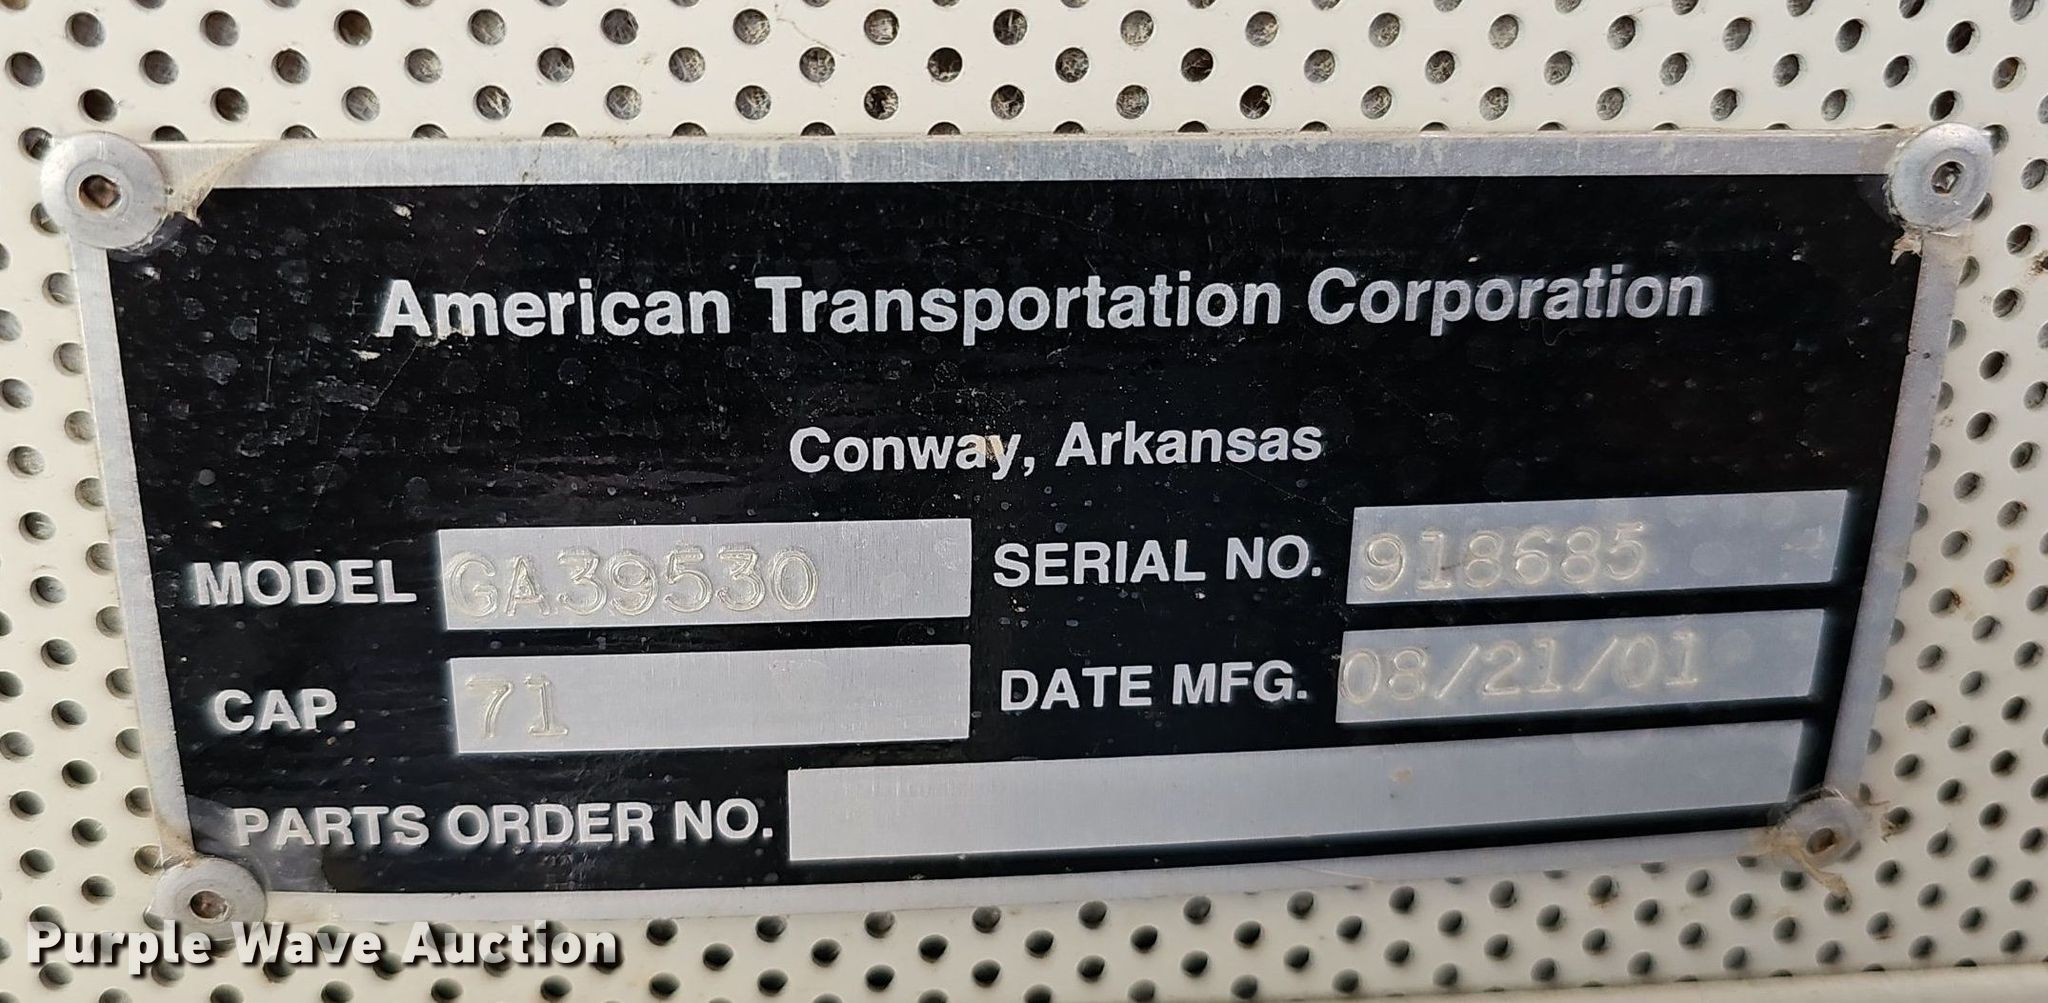 American Transportation Corporation
Conway, Arkansas
MODEL GA39530 SERIAL NO. 918685
CAP. 71 DATE MFG. 08/21/01
PARTS ORDER NO.
Purple Wave Auction